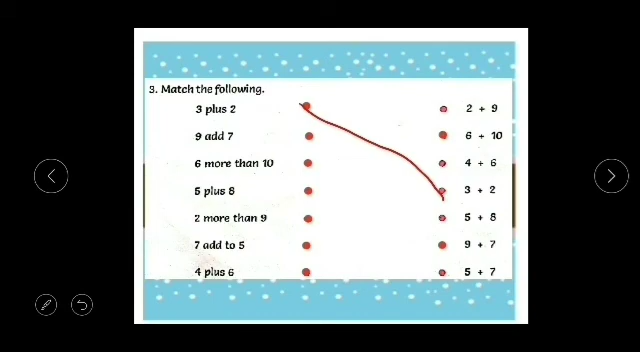 3. Match the following.
3 plus 2 2 + 9
9 add 7 6 + 10
6 more than 10 4 + 6
5 plus 8 3 + 2
2 more than 9 5 + 8
7 add to 5 9 + 7
4 plus 6 5 + 7